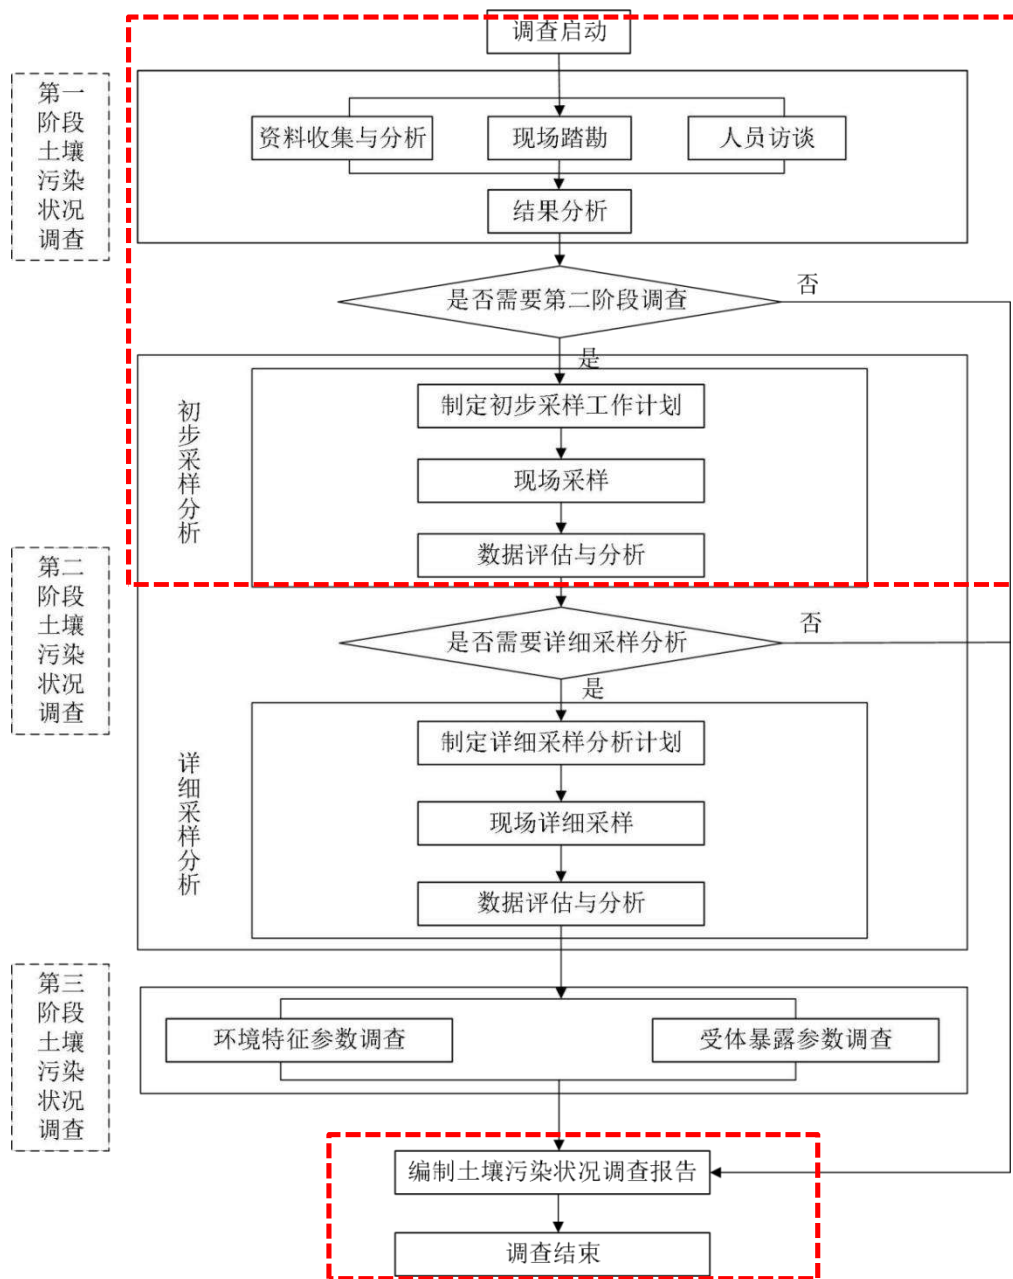 调查启动
第一
阶段
土壤
污染
状况
调查
资料收集与分析
现场踏勘
人员访谈
结果分析
是否需要第二阶段调查
否
是
初步采样分析
制定初步采样工作计划
现场采样
数据评估与分析
第二
阶段
土壤
污染
状况
调查
是否需要详细采样分析
否
是
详细采样分析
制定详细采样分析计划
现场详细采样
数据评估与分析
第三
阶段
土壤
污染
状况
调查
环境特征参数调查
受体暴露参数调查
编制土壤污染状况调查报告
调查结束